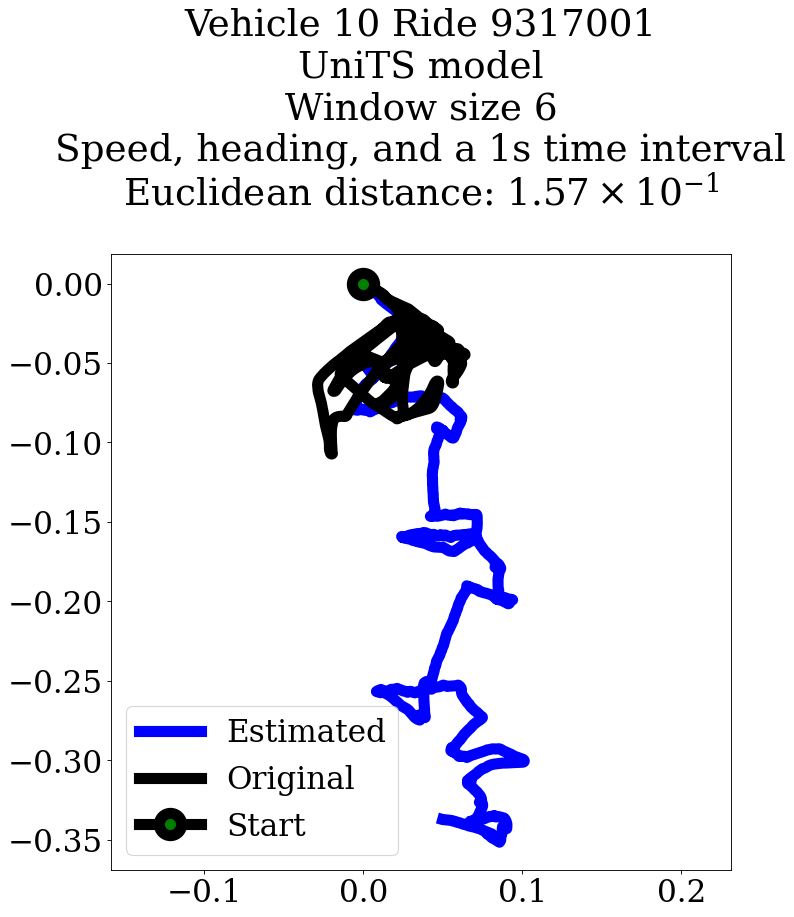 Vehicle 10 Ride 9317001
UniTS model
Window size 6
Speed, heading, and a 1s time interval
Euclidean distance: 1.57 × 10⁻¹
0.00
−0.05
−0.10
−0.15
−0.20
−0.25
−0.30
−0.35
Estimated
Original
Start
−0.1 0.0 0.1 0.2